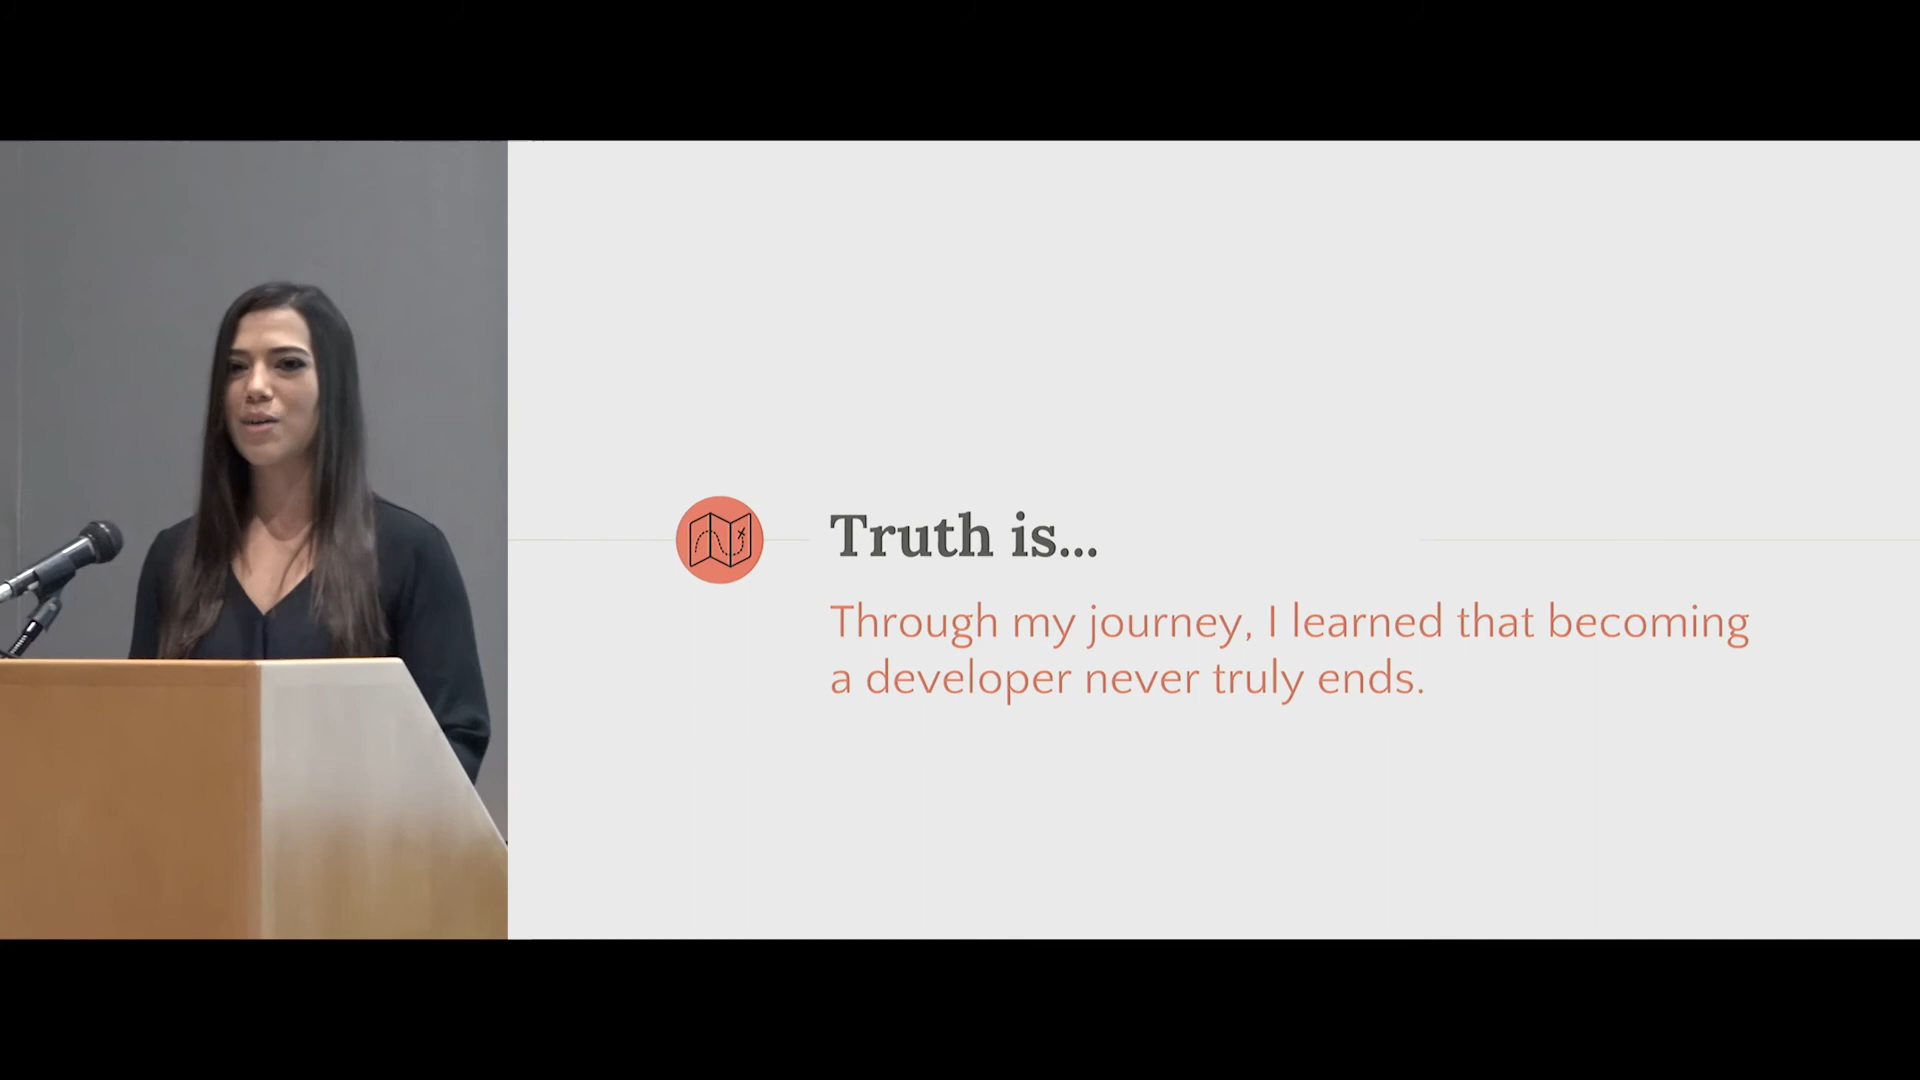 Truth is...
Through my journey, I learned that becoming
a developer never truly ends.